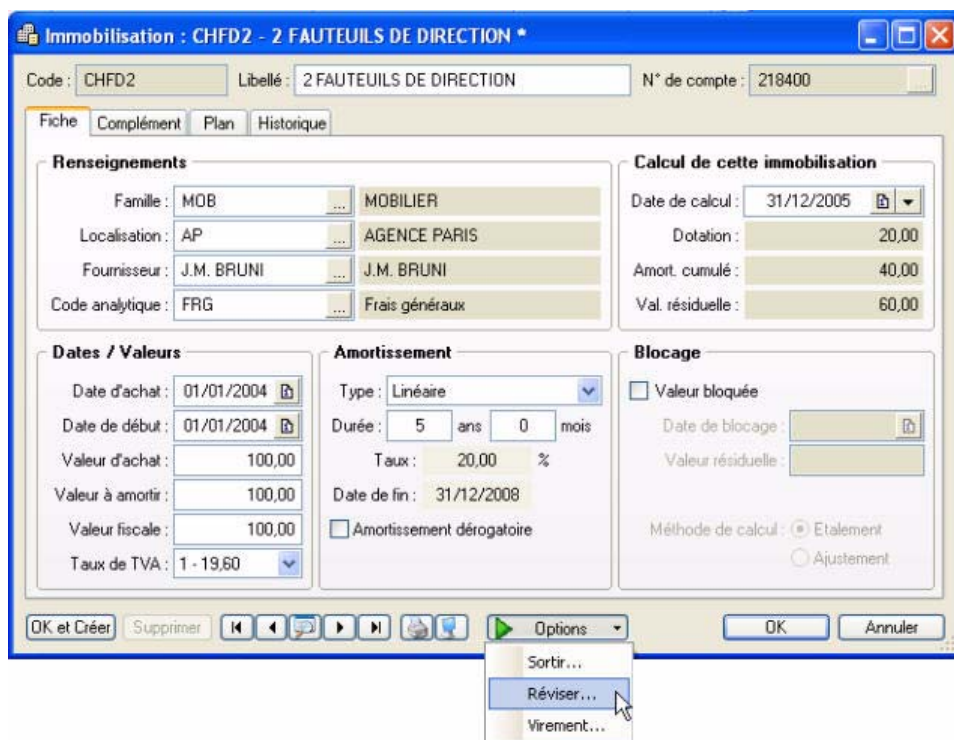 Immobilisation : CHFD2 - 2 FAUTEUILS DE DIRECTION *
Code : CHFD2 Libellé : 2 FAUTEUILS DE DIRECTION N° de compte : 218400 ...
Fiche Complément Plan Historique
Renseignements
Famille : MOB ... MOBILIER
Localisation : AP ... AGENCE PARIS
Fournisseur : J.M. BRUNI ... J.M. BRUNI
Code analytique : FRG ... Frais généraux
Calcul de cette immobilisation
Date de calcul : 31/12/2005
Dotation : 20,00
Amort. cumulé : 40,00
Val. résiduelle : 60,00
Dates / Valeurs
Date d'achat : 01/01/2004
Date de début : 01/01/2004
Valeur d'achat : 100,00
Valeur à amortir : 100,00
Valeur fiscale : 100,00
Taux de TVA : 1 - 19,60
Amortissement
Type : Linéaire
Durée : 5 ans 0 mois
Taux : 20,00 %
Date de fin : 31/12/2008
Amortissement dérogatoire
Blocage
Valeur bloquée
Date de blocage :
Valeur résiduelle :
Méthode de calcul : Etalement
Ajustement
OK et Créer Supprimer Options OK Annuler
Sortir...
Réviser...
Virement...